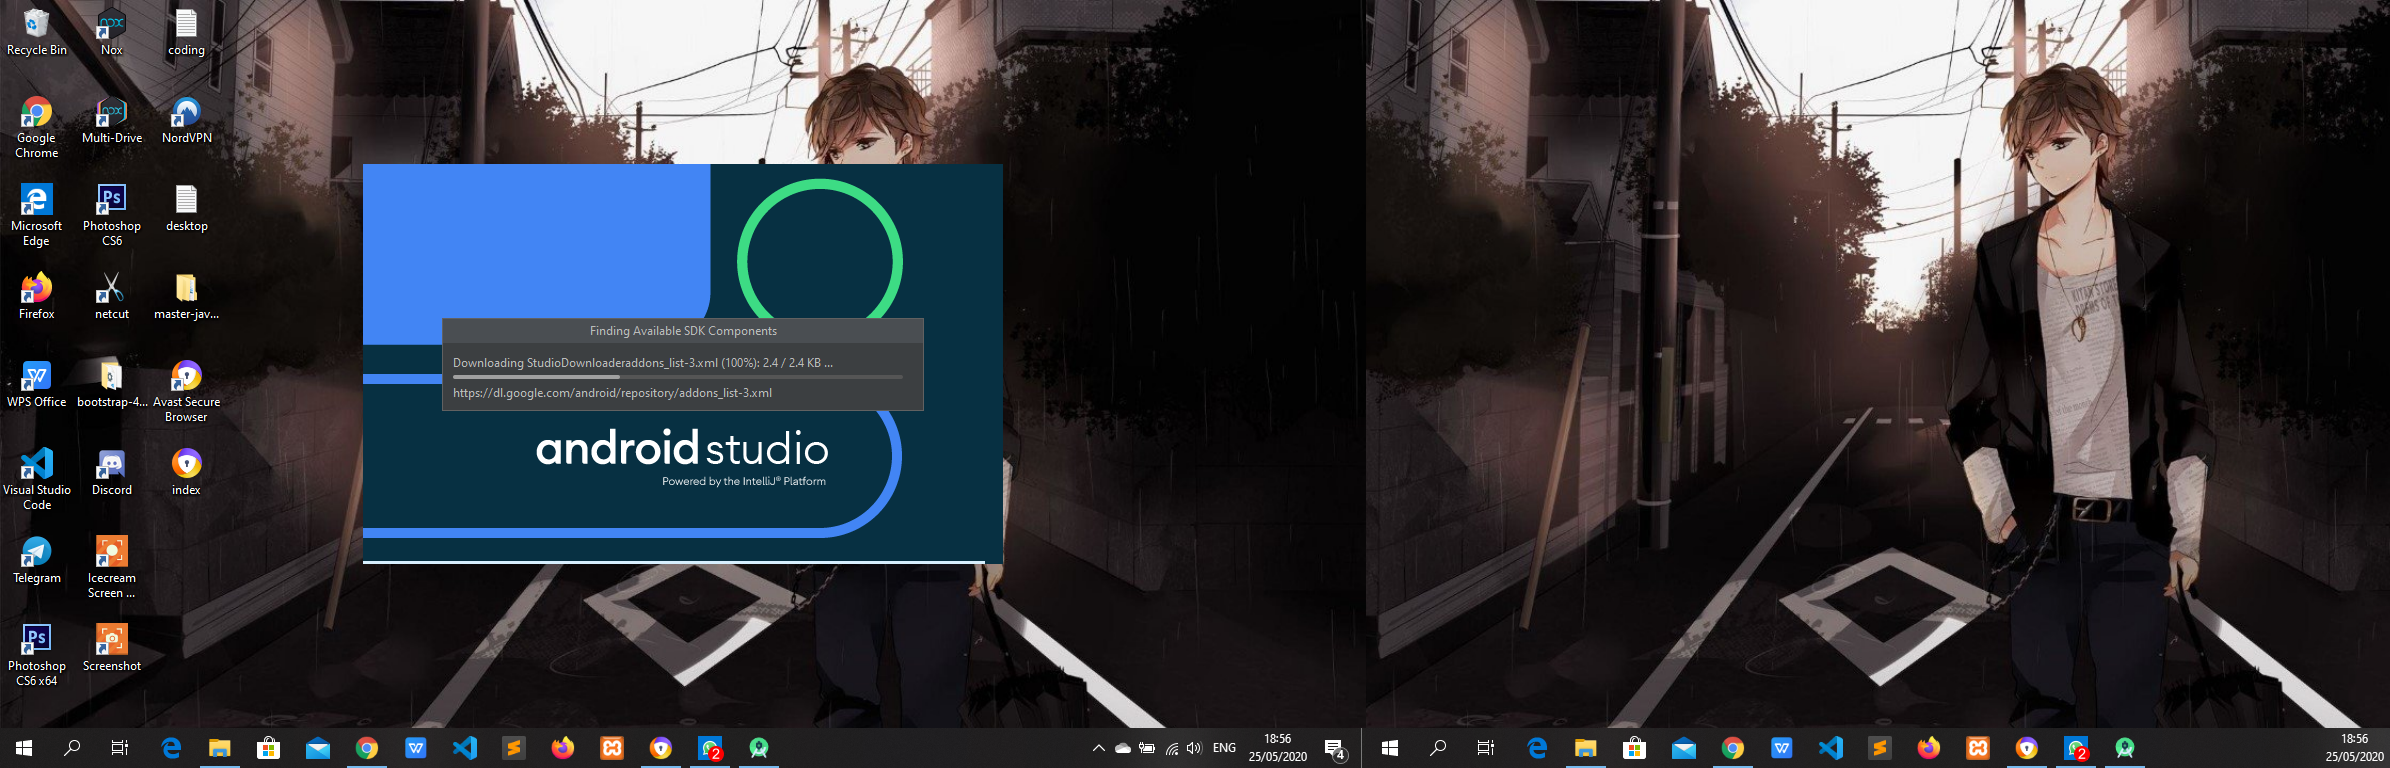 Recycle Bin
Nox
coding
Google
Chrome
Multi-Drive
NordVPN
Microsoft
Edge
Photoshop
CS6
desktop
Firefox
netcut
master-jav...
WPS Office
bootstrap-4...
Avast Secure
Browser
Visual Studio
Code
Discord
index
Telegram
Icecream
Screen ...
Photoshop
CS6 x64
Screenshot
Finding Available SDK Components
Downloading StudioDownloaderaddons_list-3.xml (100%): 2.4 / 2.4 KB ...
https://dl.google.com/android/repository/addons_list-3.xml
android studio
Powered by the IntelliJ® Platform
2
ENG
18:56
25/05/2020
4
2
18:56
25/05/2020